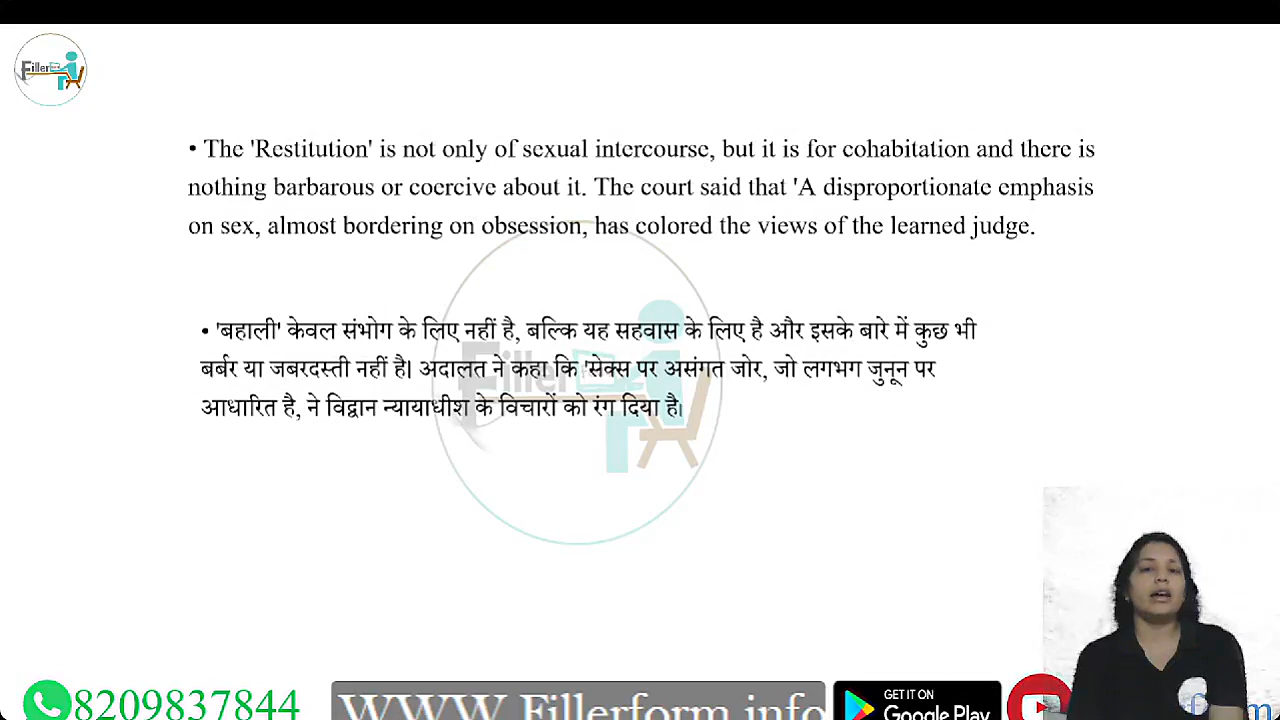 Filler
• The 'Restitution' is not only of sexual intercourse, but it is for cohabitation and there is
nothing barbarous or coercive about it. The court said that 'A disproportionate emphasis
on sex, almost bordering on obsession, has colored the views of the learned judge.
• 'बहाली' केवल संभोग के लिए नहीं है, बल्कि यह सहवास के लिए है और इसके बारे में कुछ भी
बर्बर या जबरदस्ती नहीं है। अदालत ने कहा कि 'सेक्स पर असंगत जोर, जो लगभग जुनून पर
आधारित है, ने विद्वान न्यायाधीश के विचारों को रंग दिया है।
8209837844
WWW.Fillerform.info
GET IT ON
Google Play